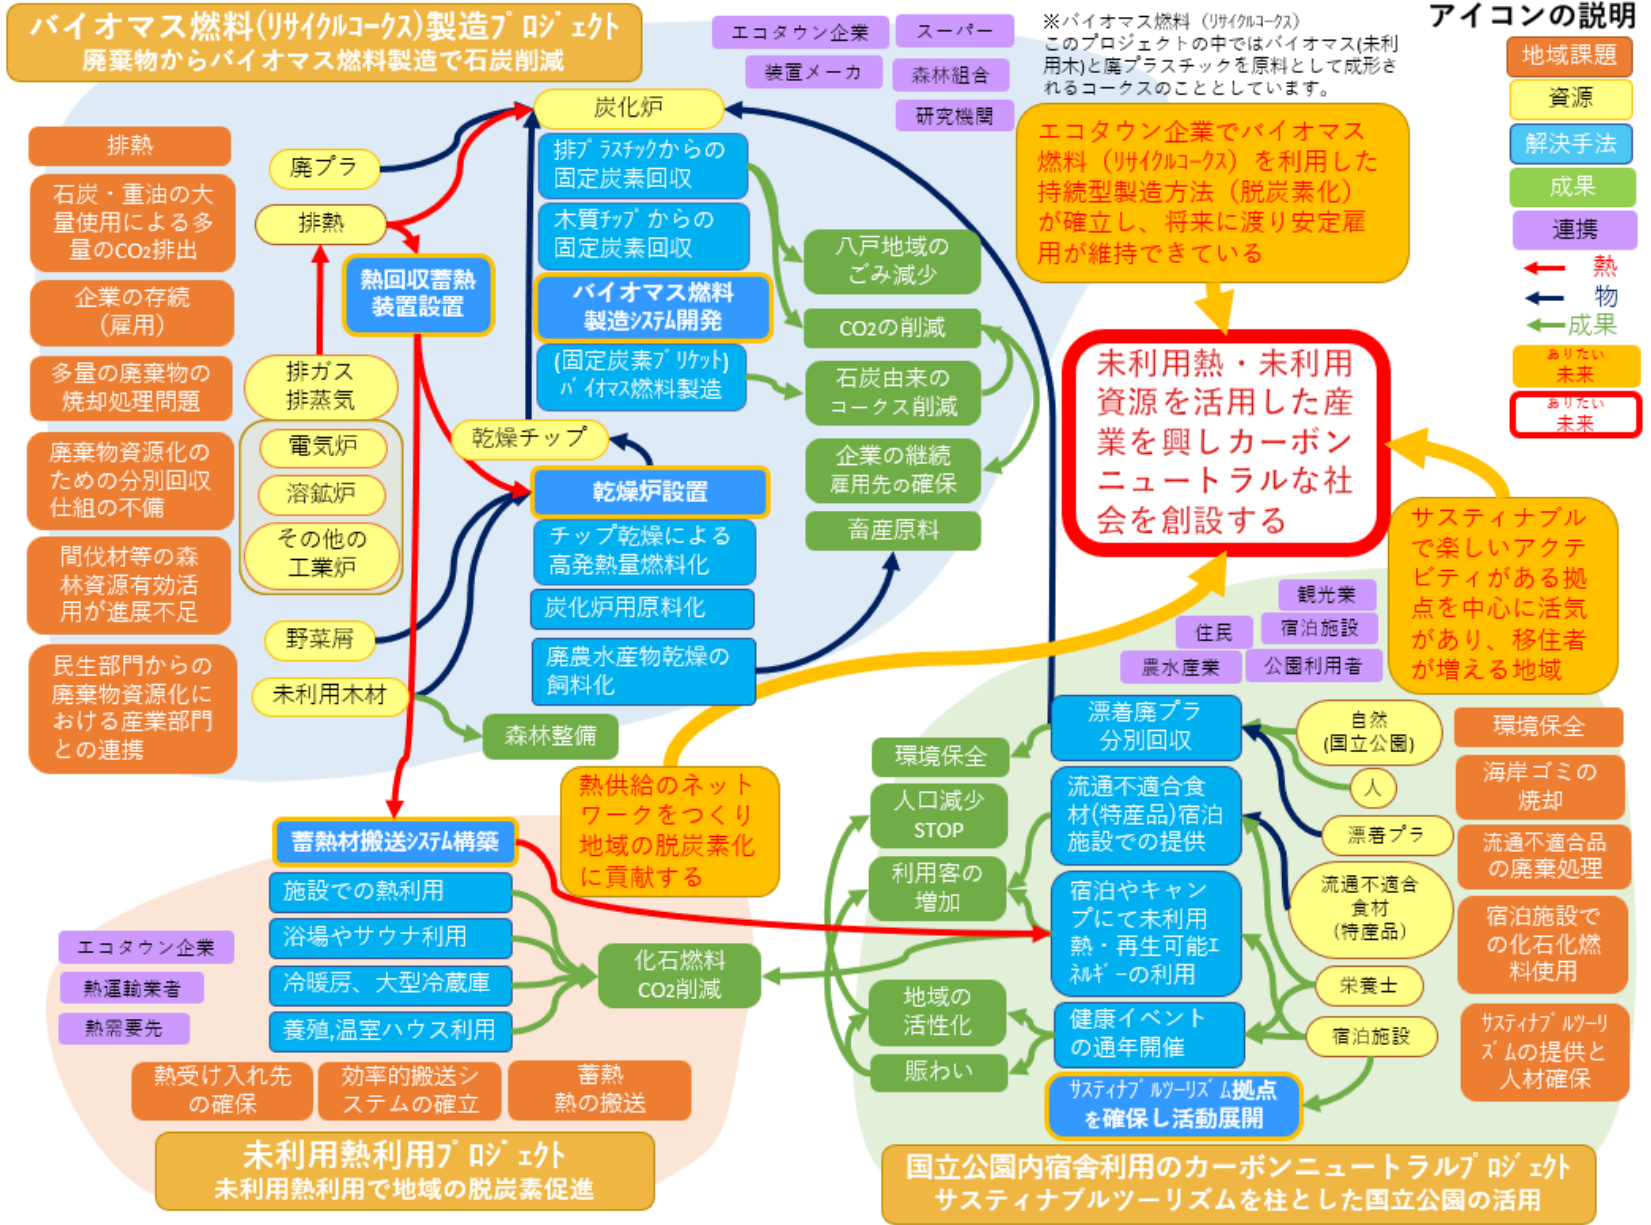 バイオマス燃料(ﾘｻｲｸﾙｺｰｸｽ)製造ﾌﾟﾛｼﾞｪｸﾄ
廃棄物からバイオマス燃料製造で石炭削減
エコタウン企業
スーパー
装置メーカ
森林組合
研究機関
※バイオマス燃料（ﾘｻｲｸﾙｺｰｸｽ）
このプロジェクトの中ではバイオマス(未利
用木)と廃プラスチックを原料として成形さ
れるコークスのこととしています。
アイコンの説明
地域課題
資源
解決手法
成果
連携
熱
物
成果
ありたい
未来
ありたい
未来
排熱
石炭・重油の大
量使用による多
量のCO2排出
企業の存続
（雇用）
多量の廃棄物の
焼却処理問題
廃棄物資源化の
ための分別回収
仕組の不備
間伐材等の森
林資源有効活
用が進展不足
民生部門からの
廃棄物資源化に
おける産業部門
との連携
廃プラ
排熱
熱回収蓄熱
装置設置
排ガス
排蒸気
電気炉
溶鉱炉
その他の
工業炉
野菜屑
未利用木材
森林整備
炭化炉
排ﾌﾟﾗｽﾁｯｸからの
固定炭素回収
木質ﾁｯﾌﾟからの
固定炭素回収
バイオマス燃料
製造ｼｽﾃﾑ開発
(固定炭素ﾌﾞﾘｹｯﾄ)
ﾊﾞｲｵﾏｽ燃料製造
乾燥チップ
乾燥炉設置
チップ乾燥による
高発熱量燃料化
炭化炉用原料化
廃農水産物乾燥の
飼料化
八戸地域の
ごみ減少
CO2の削減
石炭由来の
コークス削減
企業の継続
雇用先の確保
畜産原料
エコタウン企業でバイオマス
燃料（ﾘｻｲｸﾙｺｰｸｽ）を利用した
持続型製造方法（脱炭素化）
が確立し、将来に渡り安定雇
用が維持できている
未利用熱・未利用
資源を活用した産
業を興しカーボン
ニュートラルな社
会を創設する
サスティナブル
で楽しいアクテ
ビティがある拠
点を中心に活気
があり、移住者
が増える地域
熱供給のネット
ワークをつくり
地域の脱炭素化
に貢献する
蓄熱材搬送ｼｽﾃﾑ構築
施設での熱利用
浴場やサウナ利用
冷暖房、大型冷蔵庫
養殖,温室ハウス利用
エコタウン企業
熱運輸業者
熱需要先
化石燃料
CO2削減
熱受け入れ先
の確保
効率的搬送シ
ステムの確立
蓄熱
熱の搬送
未利用熱利用ﾌﾟﾛｼﾞｪｸﾄ
未利用熱利用で地域の脱炭素促進
観光業
住民
宿泊施設
農水産業
公園利用者
漂着廃プラ
分別回収
流通不適合食
材(特産品)宿泊
施設での提供
宿泊やキャン
プにて未利用
熱・再生可能ｴ
ﾈﾙｷﾞｰの利用
健康イベント
の通年開催
ｻｽﾃｨﾅﾌﾞﾙﾂｰﾘｽﾞﾑ拠点
を確保し活動展開
環境保全
人口減少
STOP
利用客の
増加
地域の
活性化
賑わい
自然
(国立公園)
人
漂着プラ
流通不適合
食材
（特産品）
栄養士
宿泊施設
環境保全
海岸ゴミの
焼却
流通不適合品
の廃棄処理
宿泊施設で
の化石化燃
料使用
ｻｽﾃｨﾅﾌﾞﾙﾂｰﾘ
ｽﾞﾑの提供と
人材確保
国立公園内宿舎利用のカーボンニュートラルﾌﾟﾛｼﾞｪｸﾄ
サスティナブルツーリズムを柱とした国立公園の活用